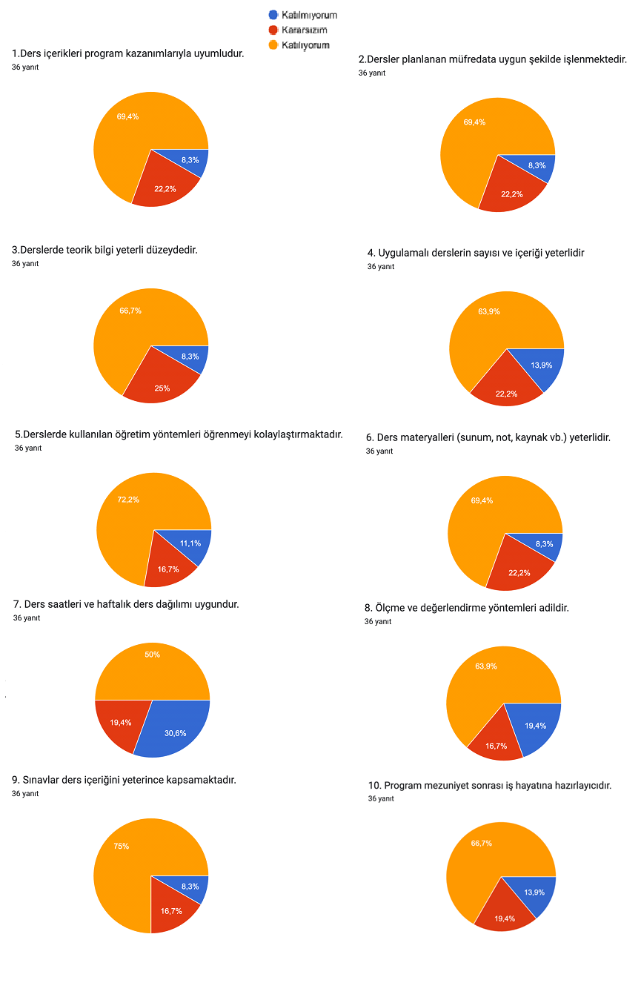 Katılmıyorum
Kararsızım
Katılıyorum
1.Ders içerikleri program kazanımlarıyla uyumludur.
36 yanıt
69,4%
8,3%
22,2%
2.Dersler planlanan müfredata uygun şekilde işlenmektedir.
36 yanıt
69,4%
8,3%
22,2%
3.Derslerde teorik bilgi yeterli düzeydedir.
36 yanıt
66,7%
8,3%
25%
4. Uygulamalı derslerin sayısı ve içeriği yeterlidir
36 yanıt
63,9%
13,9%
22,2%
5.Derslerde kullanılan öğretim yöntemleri öğrenmeyi kolaylaştırmaktadır.
36 yanıt
72,2%
11,1%
16,7%
6. Ders materyalleri (sunum, not, kaynak vb.) yeterlidir.
36 yanıt
69,4%
8,3%
22,2%
7. Ders saatleri ve haftalık ders dağılımı uygundur.
36 yanıt
50%
19,4%
30,6%
8. Ölçme ve değerlendirme yöntemleri adildir.
36 yanıt
63,9%
19,4%
16,7%
9. Sınavlar ders içeriğini yeterince kapsamaktadır.
36 yanıt
75%
8,3%
16,7%
10. Program mezuniyet sonrası iş hayatına hazırlayıcıdır.
36 yanıt
66,7%
13,9%
19,4%